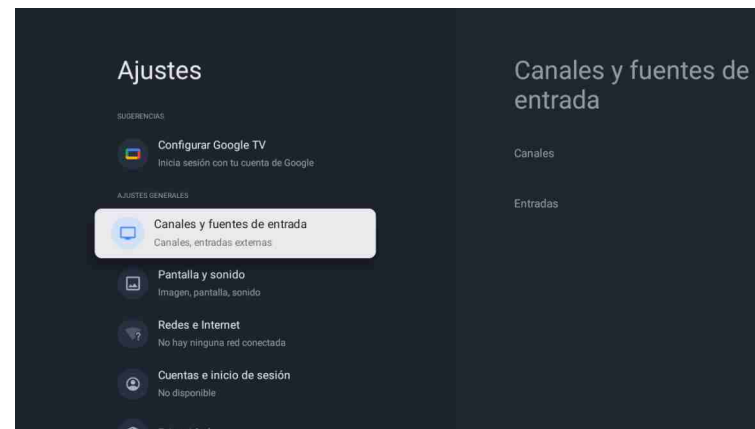 Ajustes
SUGERENCIAS
Configurar Google TV
Inicia sesión con tu cuenta de Google
AJUSTES GENERALES
Canales y fuentes de entrada
Canales, entradas externas
Pantalla y sonido
Imagen, pantalla, sonido
Redes e Internet
No hay ninguna red conectada
Cuentas e inicio de sesión
No disponible
Canales y fuentes de
entrada
Canales
Entradas